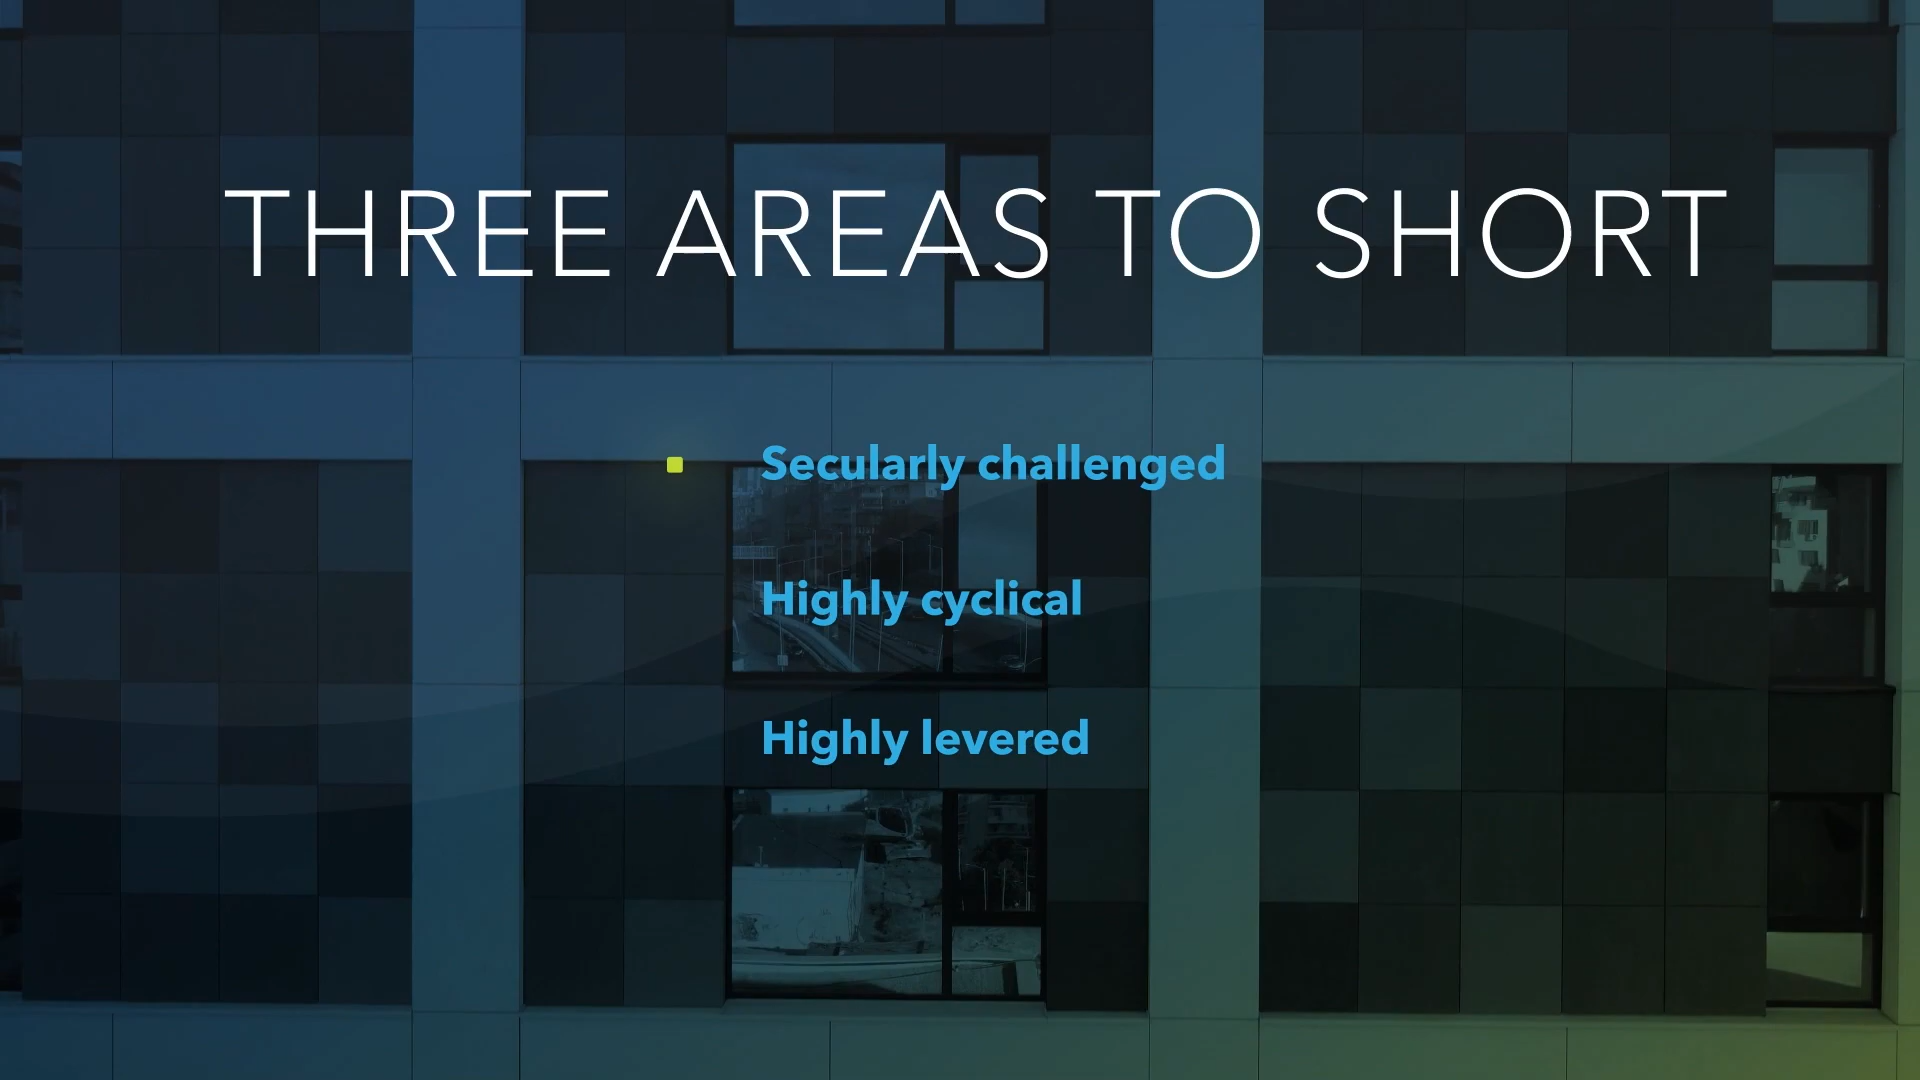 THREE AREAS TO SHORT
Secularly challenged
Highly cyclical
Highly levered